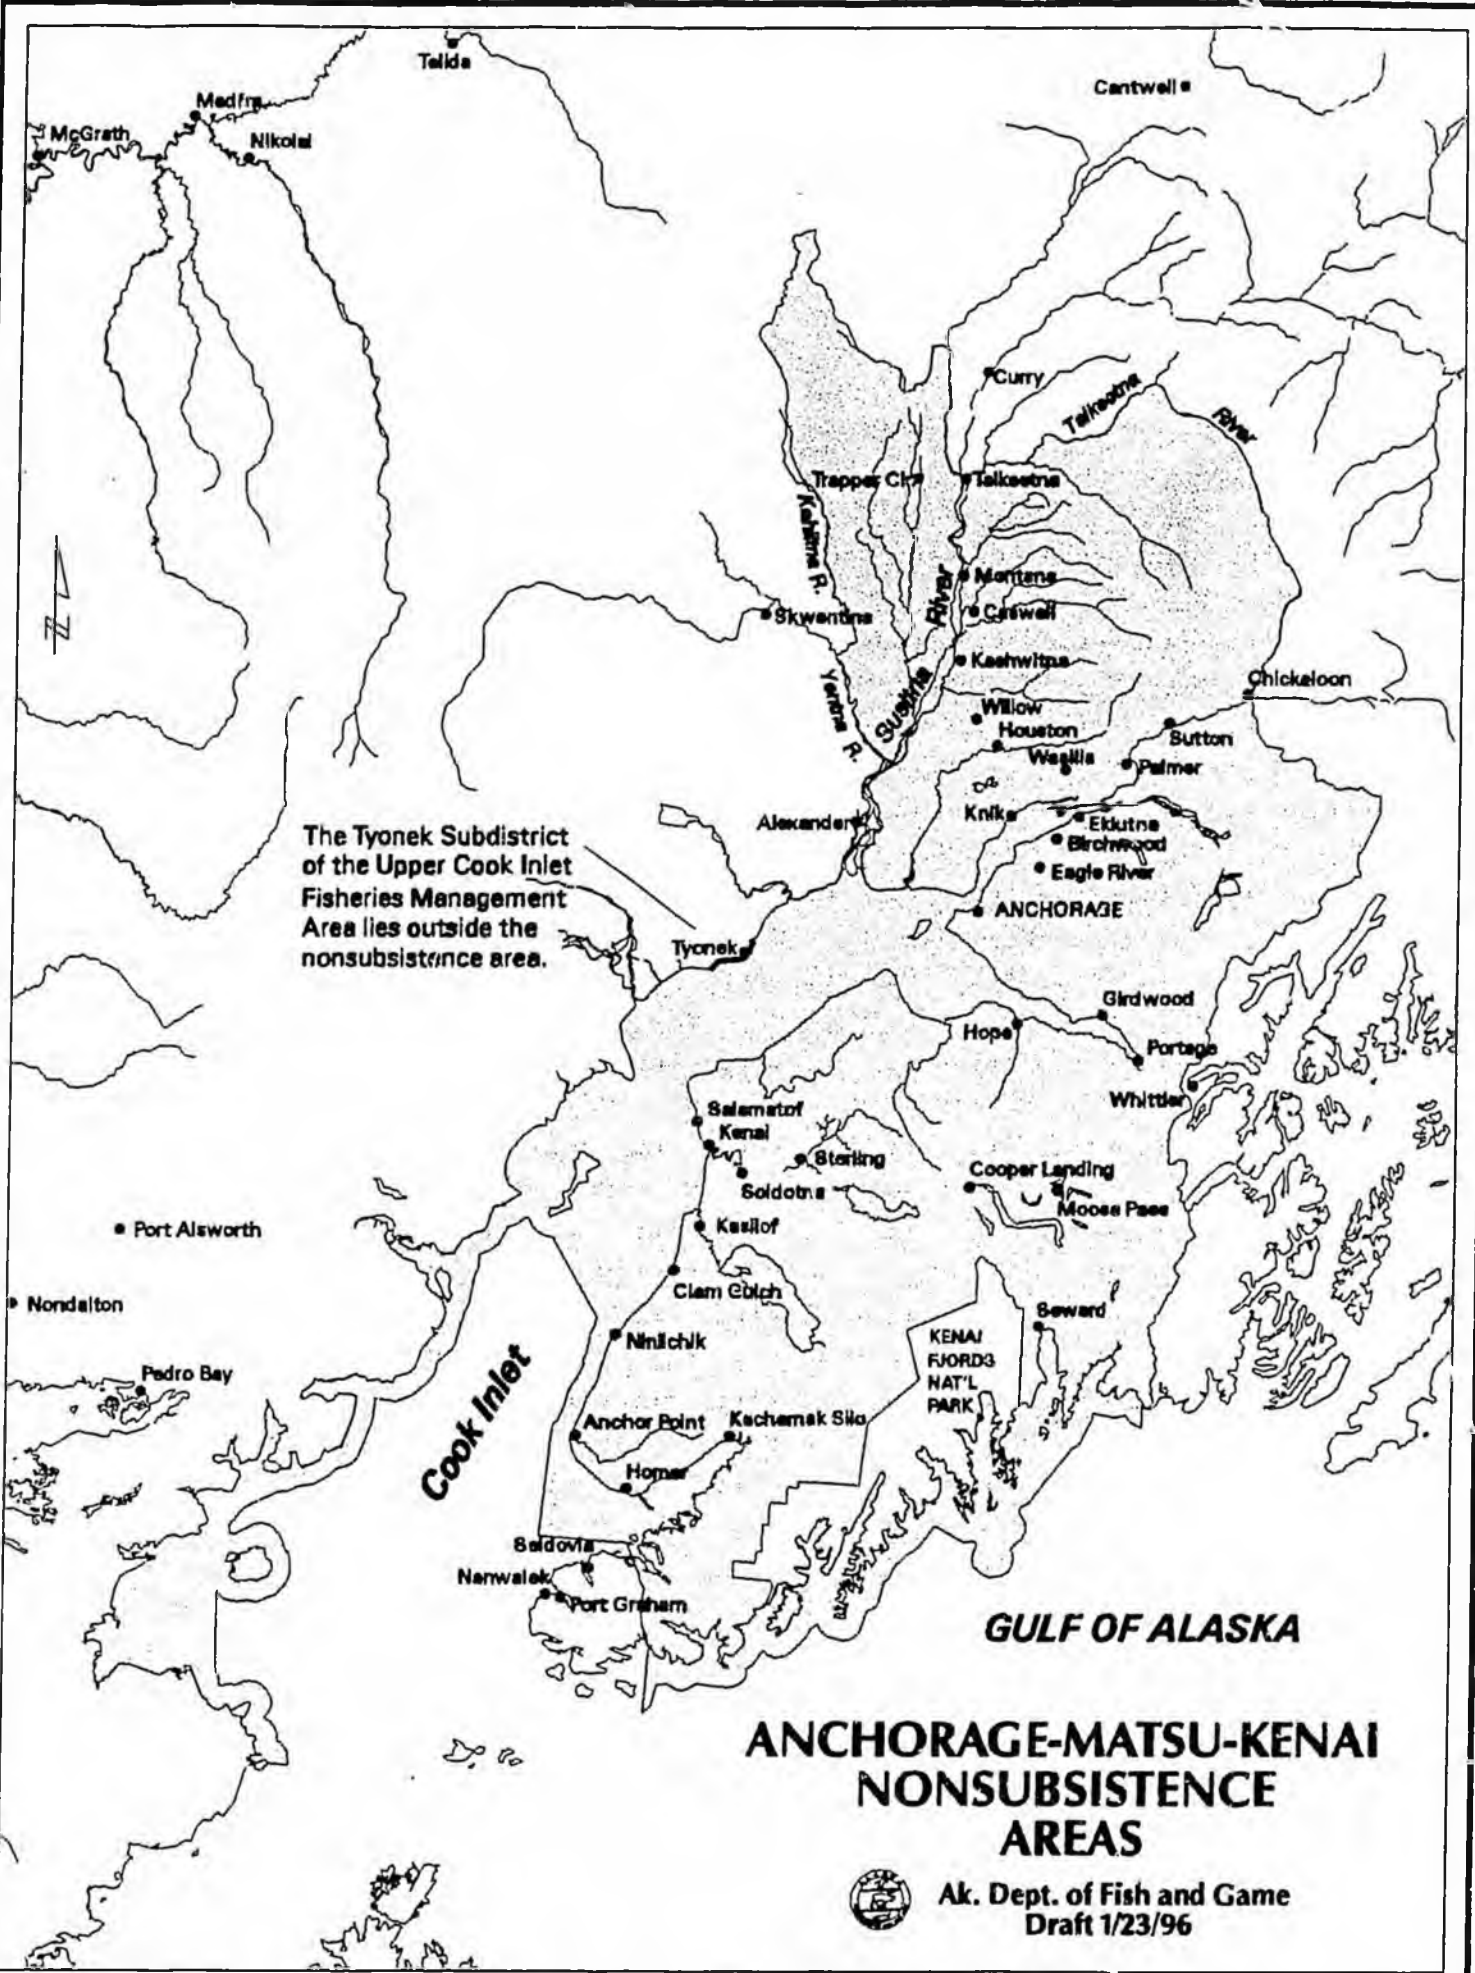 Telida
Cantwell
Medfra
McGrath
Nikolai
Curry
Talkeetna
River
Trapper Ck
Talkeetna
Kahiltna R.
Montana
River
Caswell
Skwentna
Kashwitna
Chickaloon
Yentna R.
Susitna
Willow
Houston
Sutton
Wasilla
Palmer
Alexander
Knik
Eklutna
Birchwood
Eagle River
The Tyonek Subdistrict
of the Upper Cook Inlet
Fisheries Management
Area lies outside the
nonsubsistence area.
ANCHORAGE
Tyonek
Girdwood
Hope
Portage
Whittier
Salamatof
Kenai
Sterling
Cooper Landing
Soldotna
Moose Pass
Port Alsworth
Kasilof
Clam Gulch
Nondalton
Seward
Ninilchik
KENAI
FJORDS
NAT'L
PARK
Pedro Bay
Cook Inlet
Anchor Point
Kachemak Silo
Homer
Seldovia
Nanwalek
Port Graham
GULF OF ALASKA
ANCHORAGE-MATSU-KENAI
NONSUBSISTENCE
AREAS
Ak. Dept. of Fish and Game
Draft 1/23/96